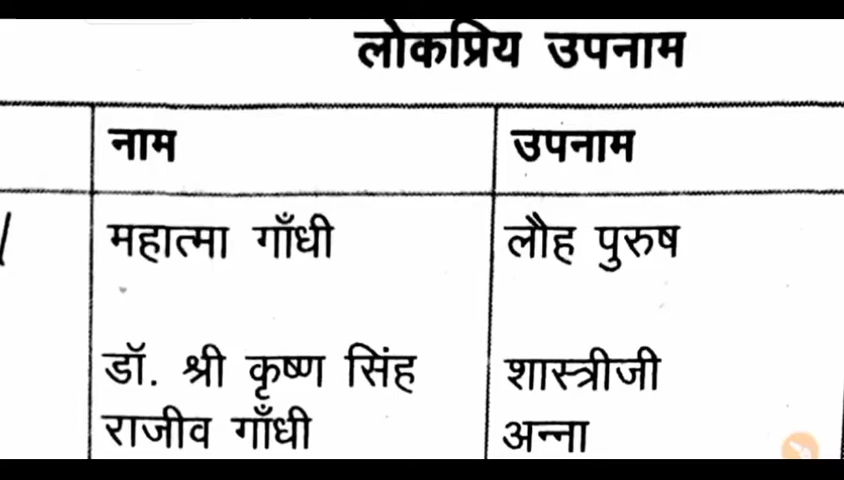 लोकप्रिय उपनाम
नाम उपनाम
महात्मा गाँधी लौह पुरुष
डॉ. श्री कृष्ण सिंह शास्त्रीजी
राजीव गाँधी अन्ना